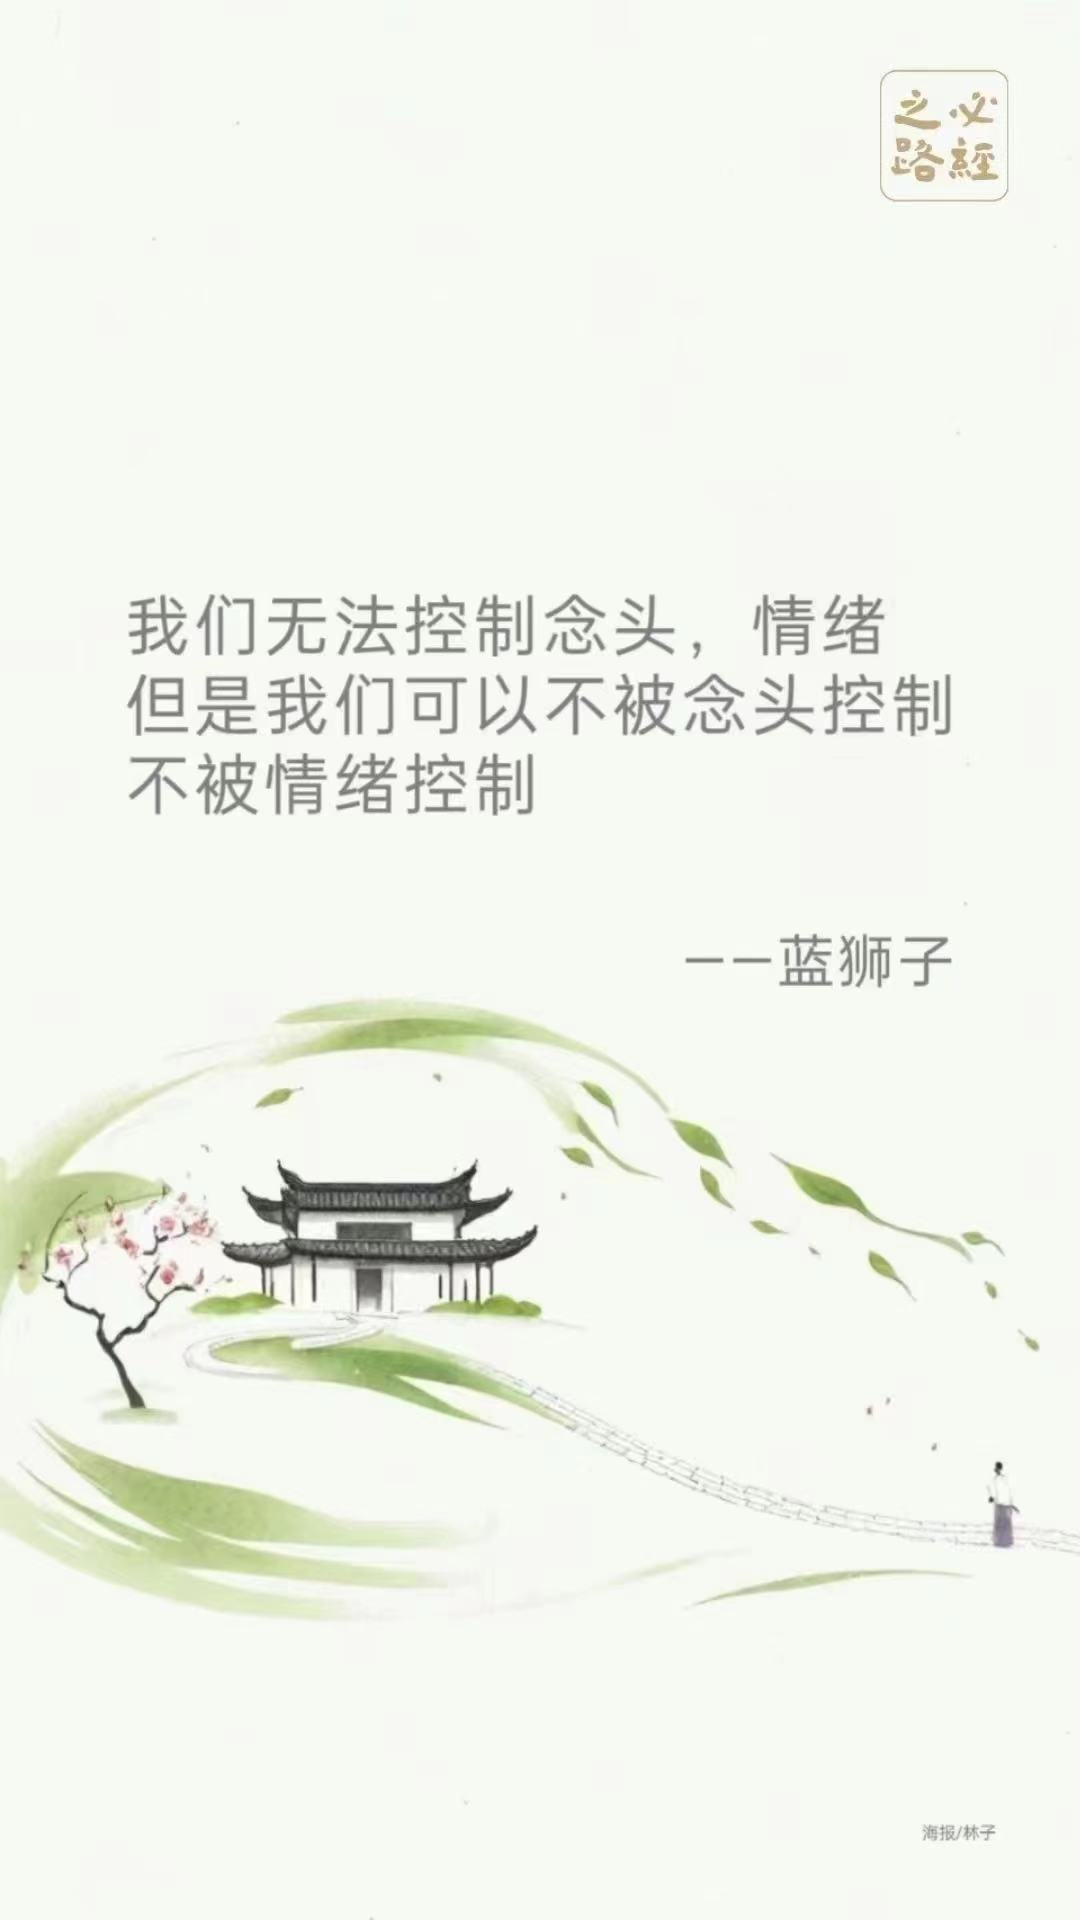 必經
之路
我们无法控制念头，情绪
但是我们可以不被念头控制
不被情绪控制
——蓝狮子
海报/林子